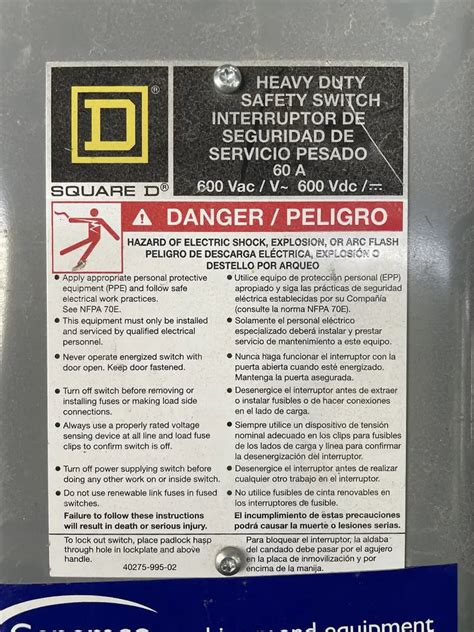 HEAVY DUTY
SAFETY SWITCH
INTERRUPTOR DE
SEGURIDAD DE
SERVICIO PESADO
60 A
600 Vac / V~ 600 Vdc / ⎓
D®
SQUARE D®
⚠ DANGER / PELIGRO
HAZARD OF ELECTRIC SHOCK, EXPLOSION, OR ARC FLASH
PELIGRO DE DESCARGA ELÉCTRICA, EXPLOSIÓN O
DESTELLO POR ARQUEO
• Apply appropriate personal protective
equipment (PPE) and follow safe
electrical work practices.
See NFPA 70E.
• This equipment must only be installed
and serviced by qualified electrical
personnel.
• Never operate energized switch with
door open. Keep door fastened.
• Turn off switch before removing or
installing fuses or making load side
connections.
• Always use a properly rated voltage
sensing device at all line and load fuse
clips to confirm switch is off.
• Turn off power supplying switch before
doing any other work on or inside switch.
• Do not use renewable link fuses in fused
switches.
Failure to follow these instructions
will result in death or serious injury.
• Utilice equipo de protección personal (EPP)
apropiado y siga las prácticas de seguridad
eléctrica establecidas por su Compañía
(consulte la norma NFPA 70E).
• Solamente el personal eléctrico
especializado deberá instalar y prestar
servicio de mantenimiento a este equipo.
• Nunca haga funcionar el interruptor con la
puerta abierta cuando esté energizado.
Mantenga la puerta asegurada.
• Desenergice el interruptor antes de extraer
o instalar fusibles o de hacer conexiones
en el lado de carga.
• Siempre utilice un dispositivo de tensión
nominal adecuado en los clips para fusibles
de los lados de carga y línea para confirmar
la desenergización del interruptor.
• Desenergice el interruptor antes de realizar
cualquier otro trabajo en el interruptor.
• No utilice fusibles de cinta renovables en
los interruptores de fusible.
El incumplimiento de estas precauciones
podrá causar la muerte o lesiones serias.
To lock out switch, place padlock hasp
through hole in lockplate and above
handle.
40275-995-02
Para bloquear el interruptor, la aldaba
del candado debe pasar por el agujero
en la placa de inmovilización y por
encima de la manija.
and equipment